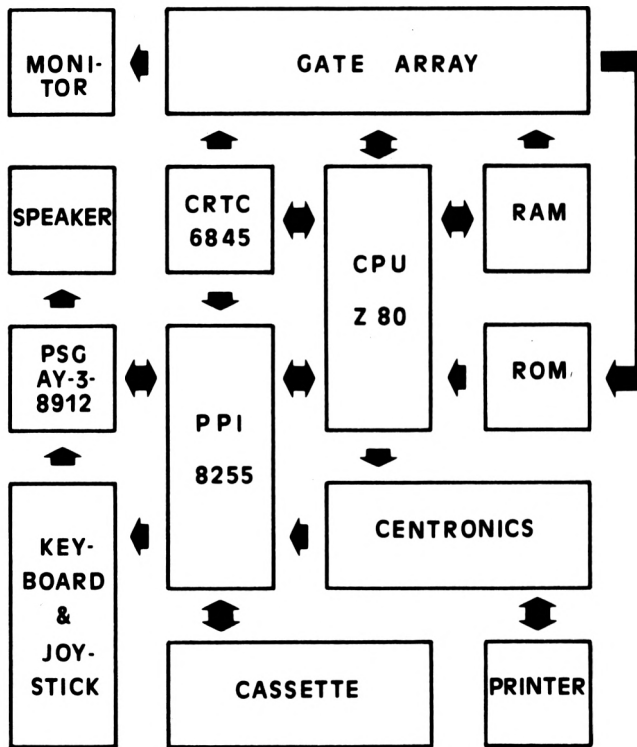 MONI-
TOR
GATE ARRAY
SPEAKER
CRTC
6845
CPU
Z 80
RAM
PSG
AY-3-
8912
PPI
8255
ROM
KEY-
BOARD
&
JOY-
STICK
CENTRONICS
CASSETTE
PRINTER